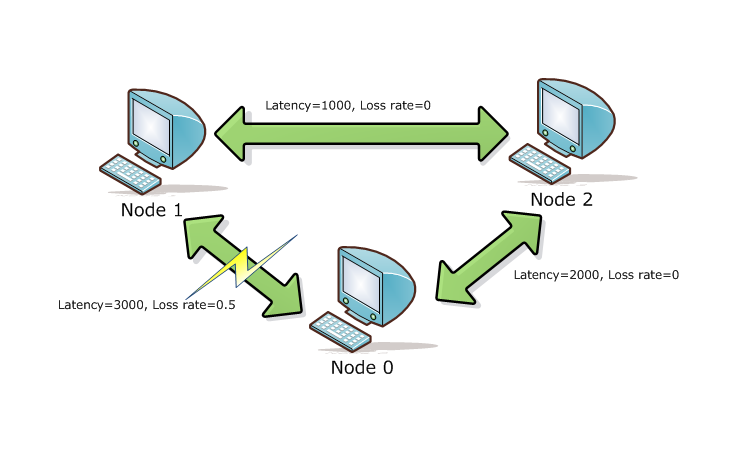 Latency=1000, Loss rate=0
Node 1
Node 2
Latency=2000, Loss rate=0
Latency=3000, Loss rate=0.5
Node 0